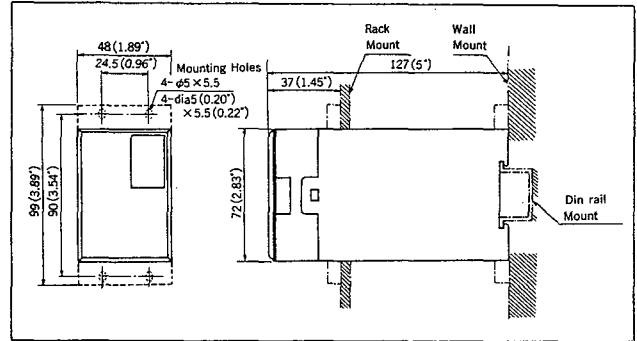 48 (1.89")
24.5 (0.96")
Mounting Holes
4-φ5×5.5
4-dia5 (0.20")
×5.5 (0.22")
99 (3.89")
90 (3.54")
Rack
Mount
Wall
Mount
127 (5")
37 (1.45")
72 (2.83")
Din rail
Mount